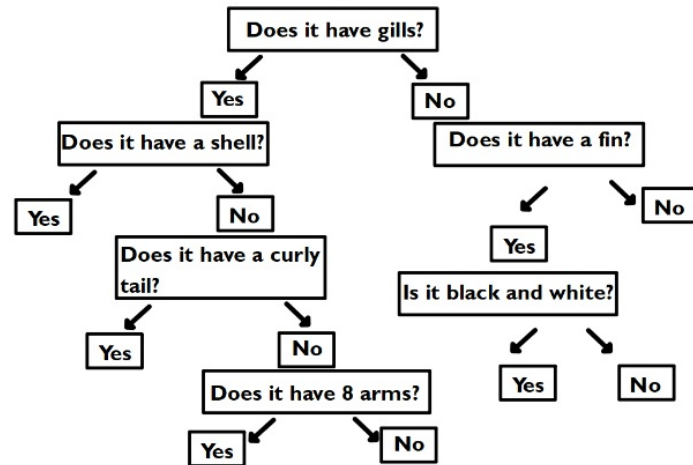 Does it have gills?
Yes
No
Does it have a shell?
Does it have a fin?
Yes
No
No
Yes
Does it have a curly
tail?
Is it black and white?
Yes
No
Yes
No
Does it have 8 arms?
Yes
No